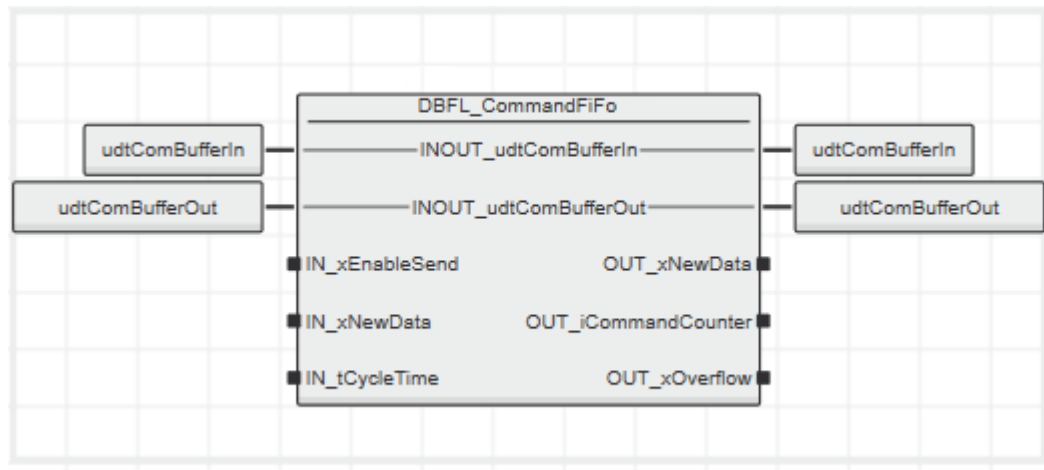 DBFL_CommandFiFo
udtComBufferIn INOUT_udtComBufferIn udtComBufferIn
udtComBufferOut INOUT_udtComBufferOut udtComBufferOut
IN_xEnableSend OUT_xNewData
IN_xNewData OUT_iCommandCounter
IN_tCycleTime OUT_xOverflow